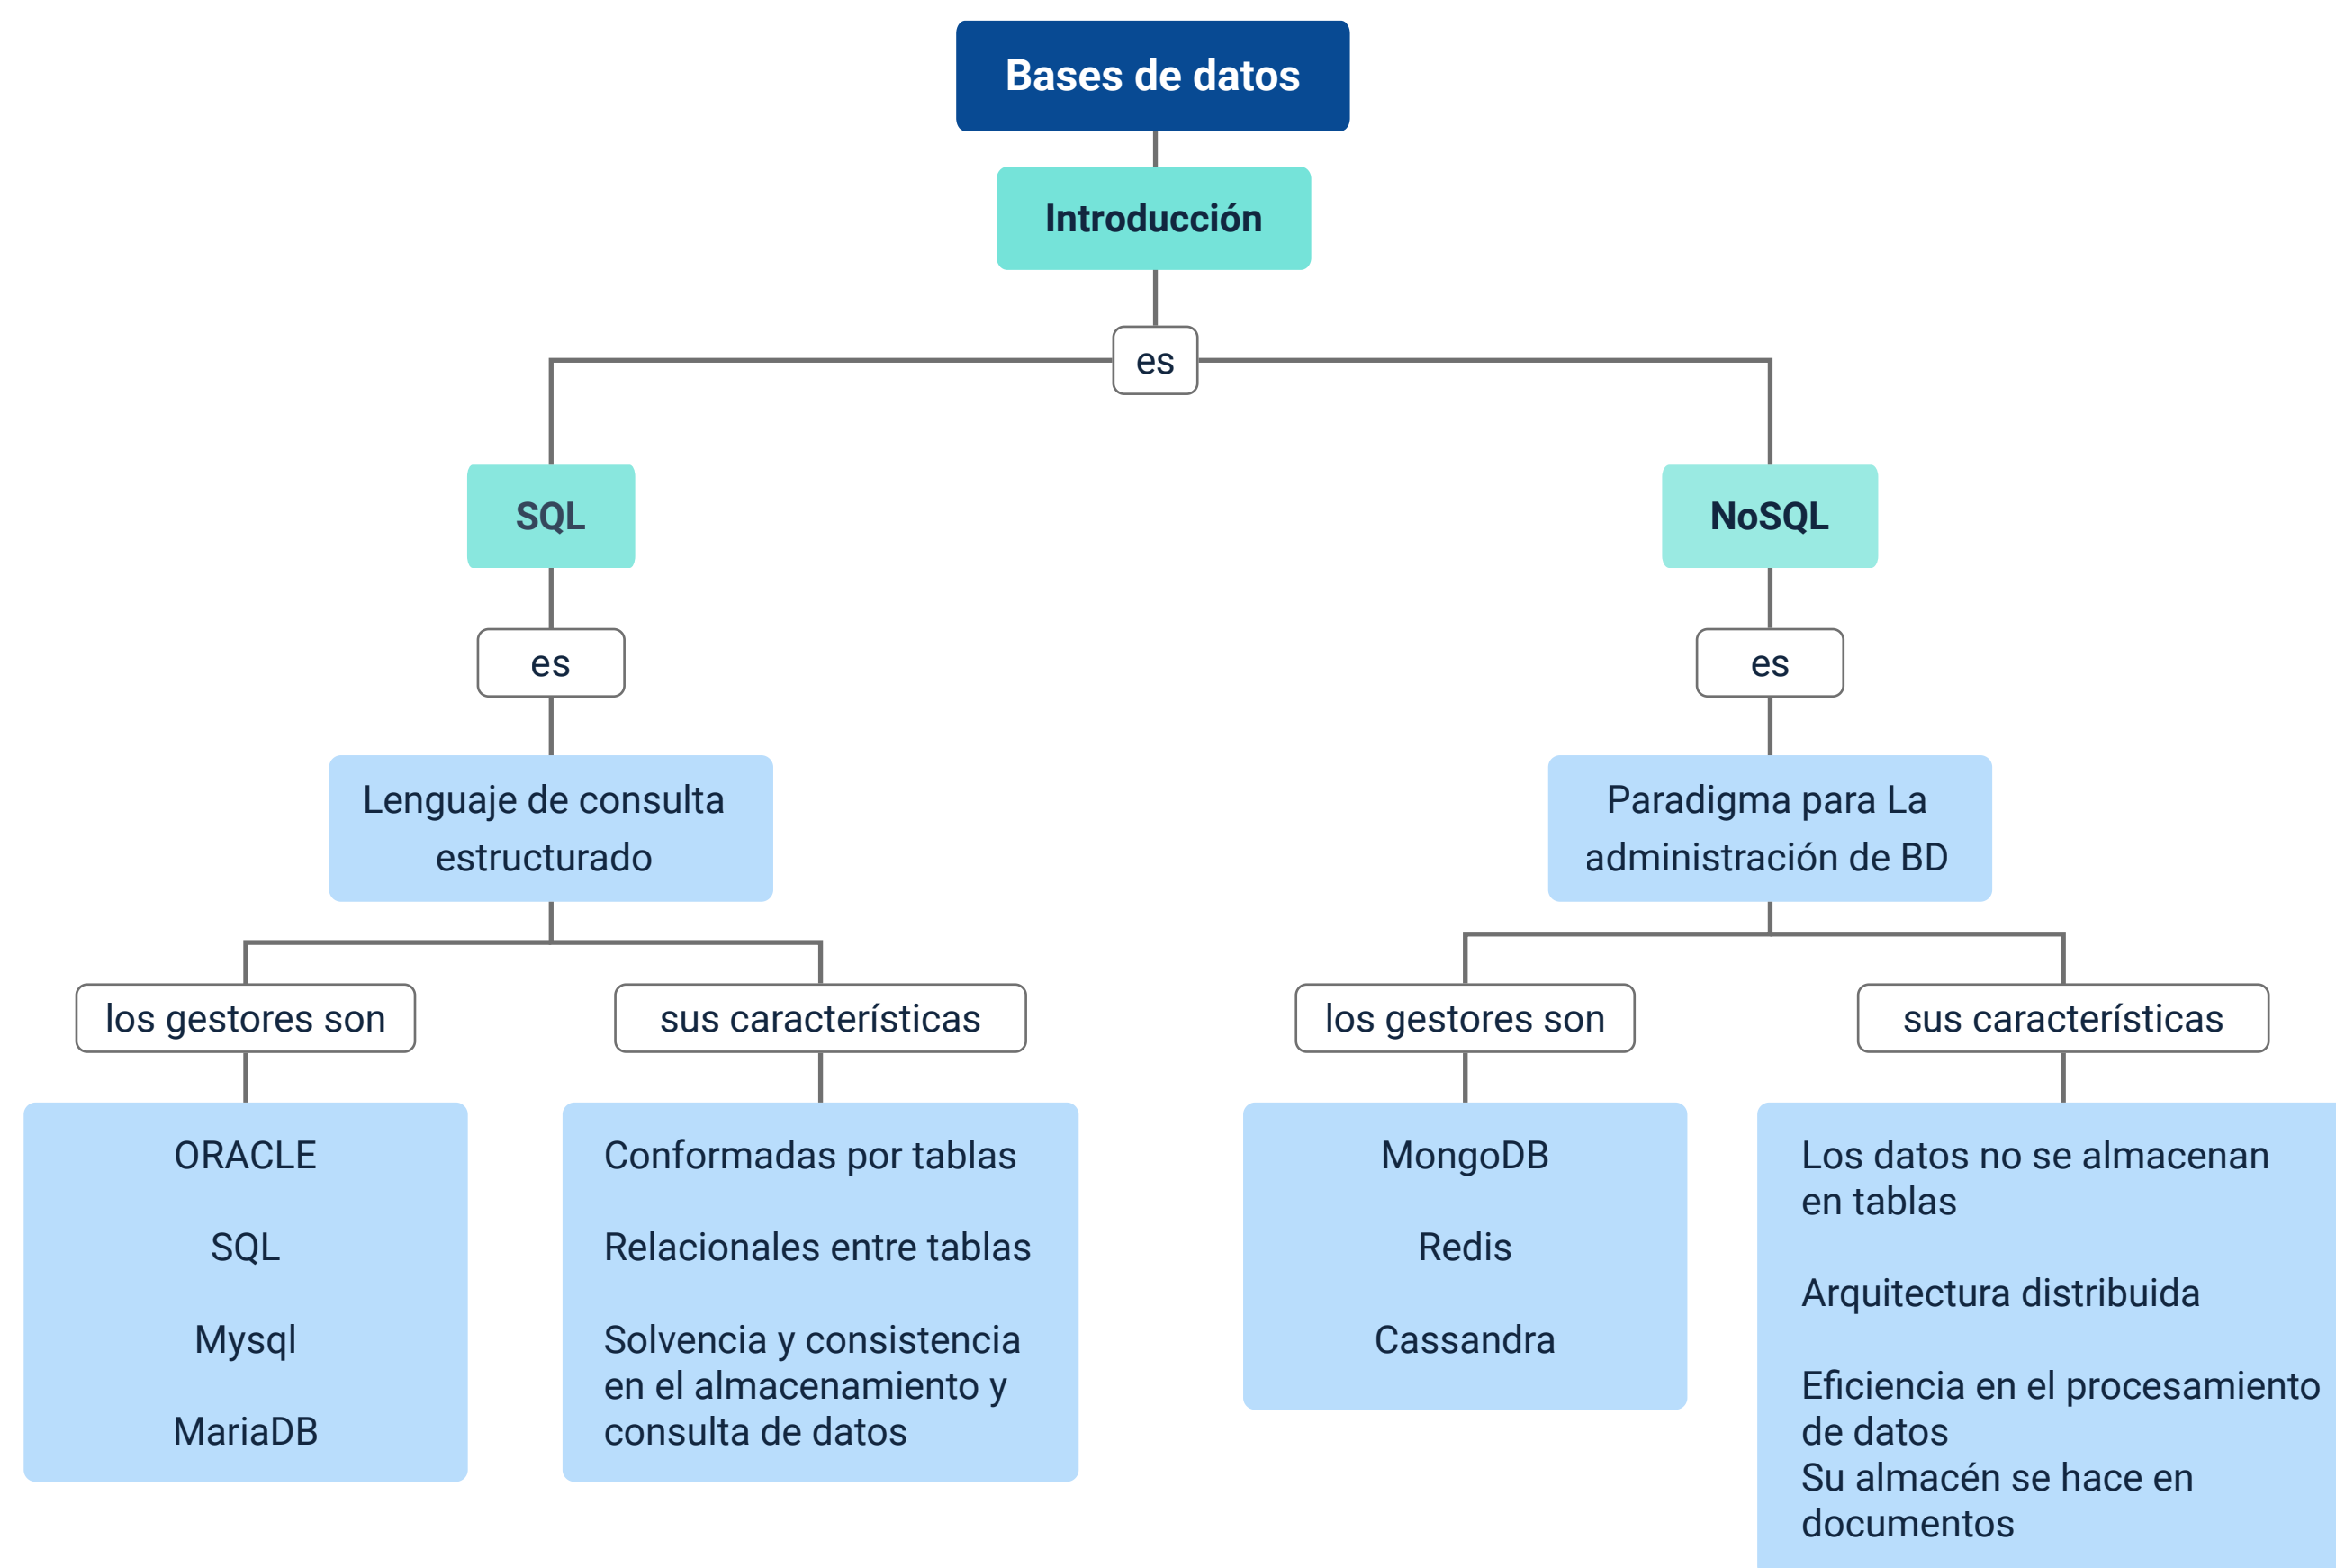 Bases de datos
Introducción
es
SQL
NoSQL
es
es
Lenguaje de consulta
estructurado
Paradigma para La
administración de BD
los gestores son
sus características
los gestores son
sus características
ORACLE
SQL
Mysql
MariaDB
Conformadas por tablas
Relacionales entre tablas
Solvencia y consistencia
en el almacenamiento y
consulta de datos
MongoDB
Redis
Cassandra
Los datos no se almacenan
en tablas
Arquitectura distribuida
Eficiencia en el procesamiento
de datos
Su almacén se hace en
documentos